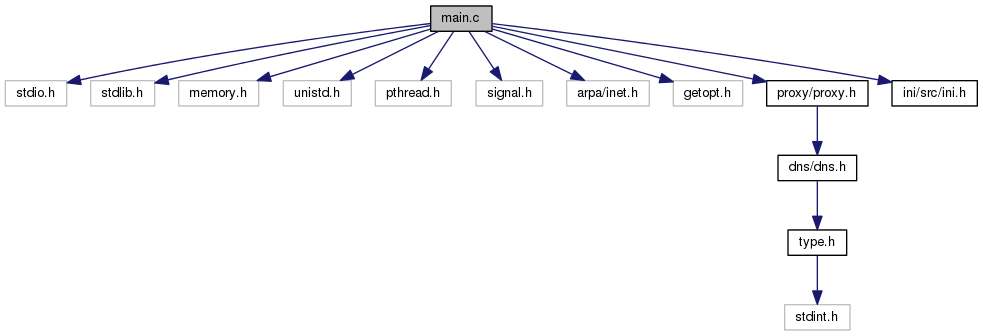 main.c
stdio.h
stdlib.h
memory.h
unistd.h
pthread.h
signal.h
arpa/inet.h
getopt.h
proxy/proxy.h
ini/src/ini.h
dns/dns.h
type.h
stdint.h